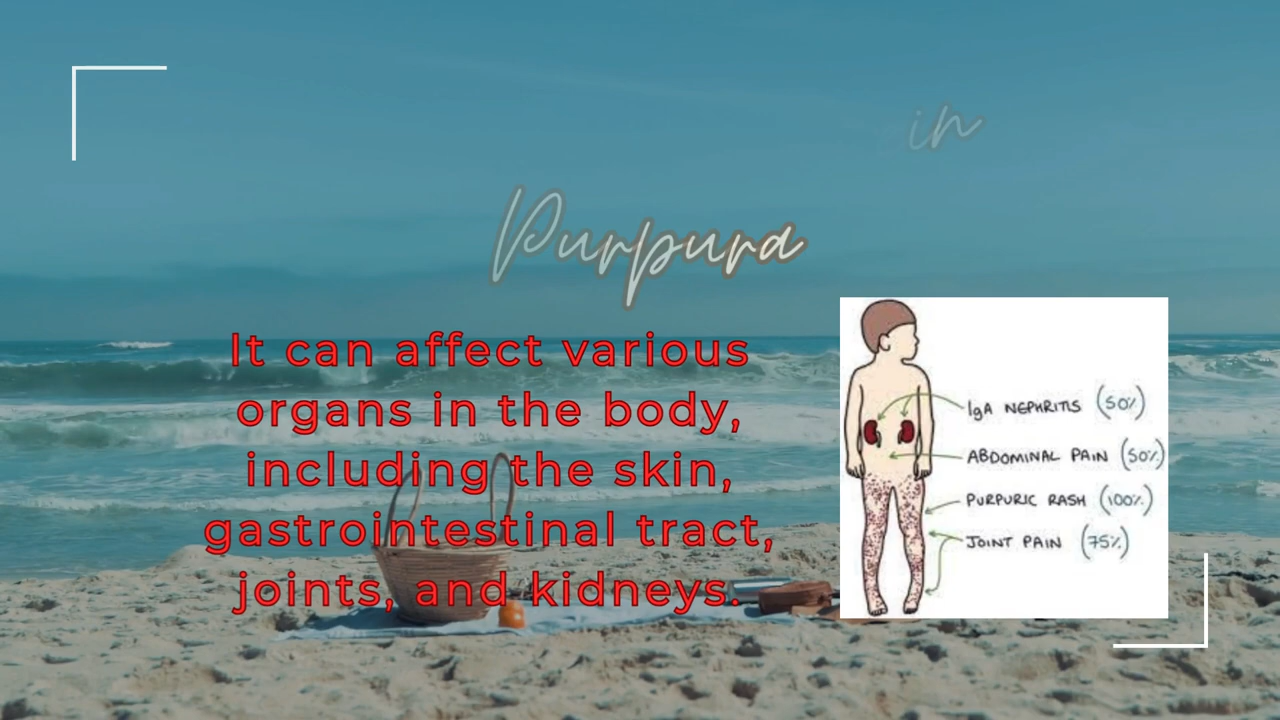 in
Purpura
It can affect various
organs in the body,
including the skin,
gastrointestinal tract,
joints, and kidneys.
IgA NEPHRITIS (50%)
ABDOMINAL PAIN (50%)
PURPURIC RASH (100%)
JOINT PAIN (75%)